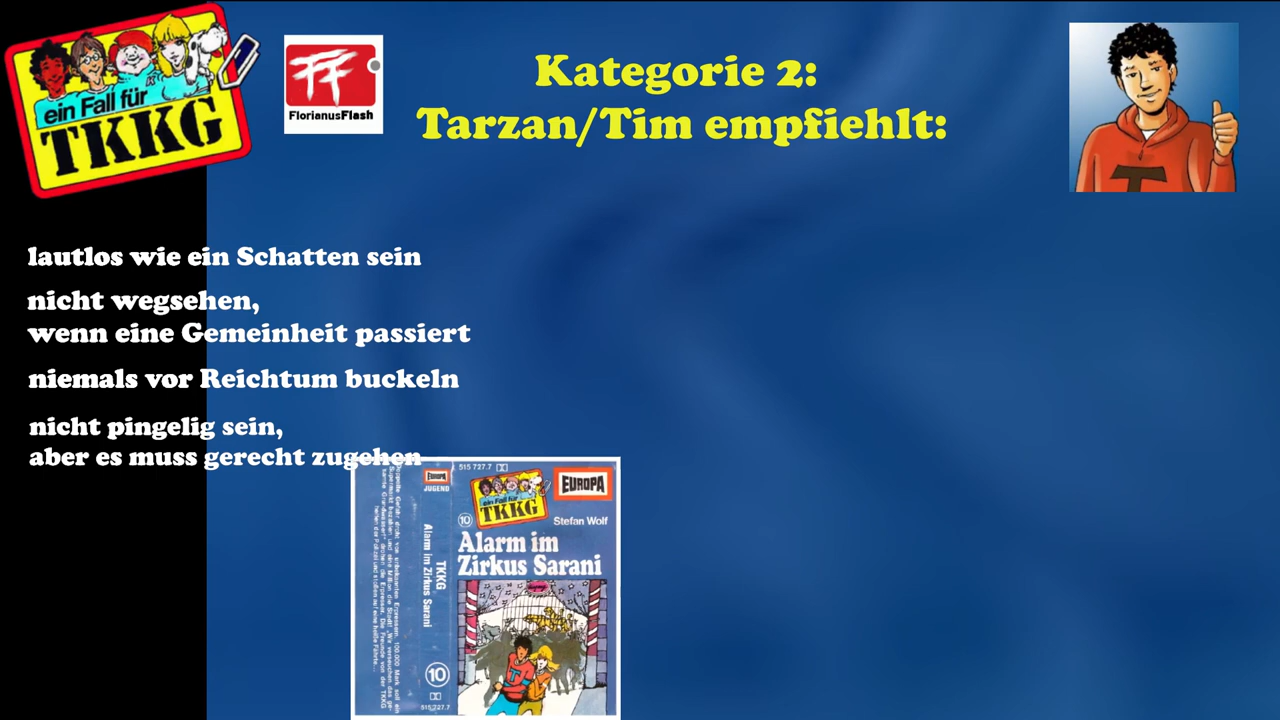 ein Fall für
TKKG
FF
FlorianusFlash
Kategorie 2:
Tarzan/Tim empfiehlt:
T
lautlos wie ein Schatten sein
nicht wegsehen,
wenn eine Gemeinheit passiert
niemals vor Reichtum buckeln
nicht pingelig sein,
aber es muss gerecht zugehen
515 727.7
EUROPA
JUGEND
ein Fall für
TKKG
EUROPA
10
Stefan Wolf
Alarm im
Zirkus Sarani
TKKG
Alarm im Zirkus Sarani
10
515 727.7
T